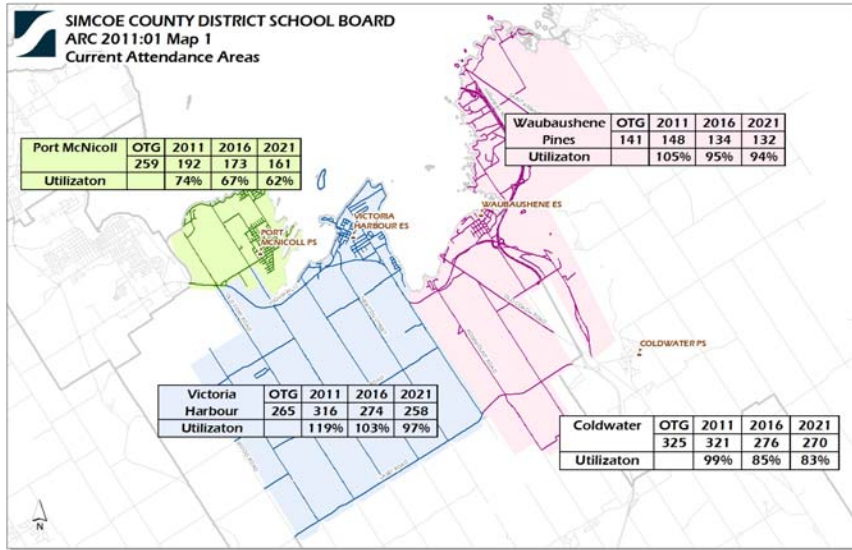 SIMCOE COUNTY DISTRICT SCHOOL BOARD
ARC 2011:01 Map 1
Current Attendance Areas
Port McNicoll OTG 2011 2016 2021
259 192 173 161
Utilizaton 74% 67% 62%
Waubaushene OTG 2011 2016 2021
Pines 141 148 134 132
Utilizaton 105% 95% 94%
WAUBAUSHENE ES
VICTORIA
HARBOUR ES
PORT
MCNICOLL PS
COLDWATER PS
Victoria OTG 2011 2016 2021
Harbour 265 316 274 258
Utilizaton 119% 103% 97%
Coldwater OTG 2011 2016 2021
325 321 276 270
Utilizaton 99% 85% 83%
N